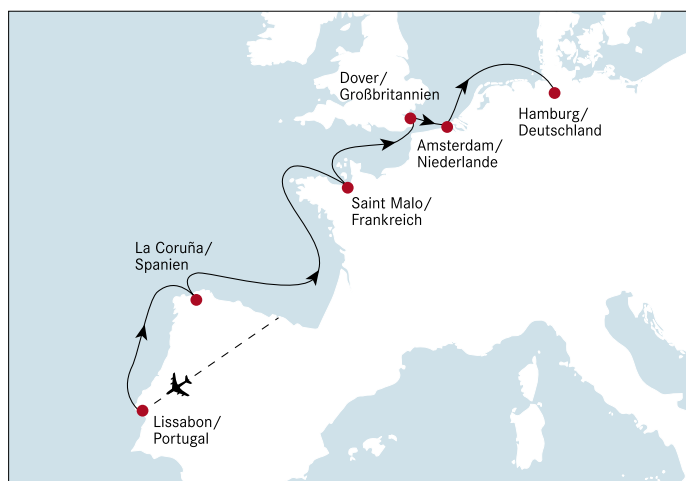 Dover/
Großbritannien
Hamburg/
Deutschland
Amsterdam/
Niederlande
Saint Malo/
Frankreich
La Coruña/
Spanien
Lissabon/
Portugal